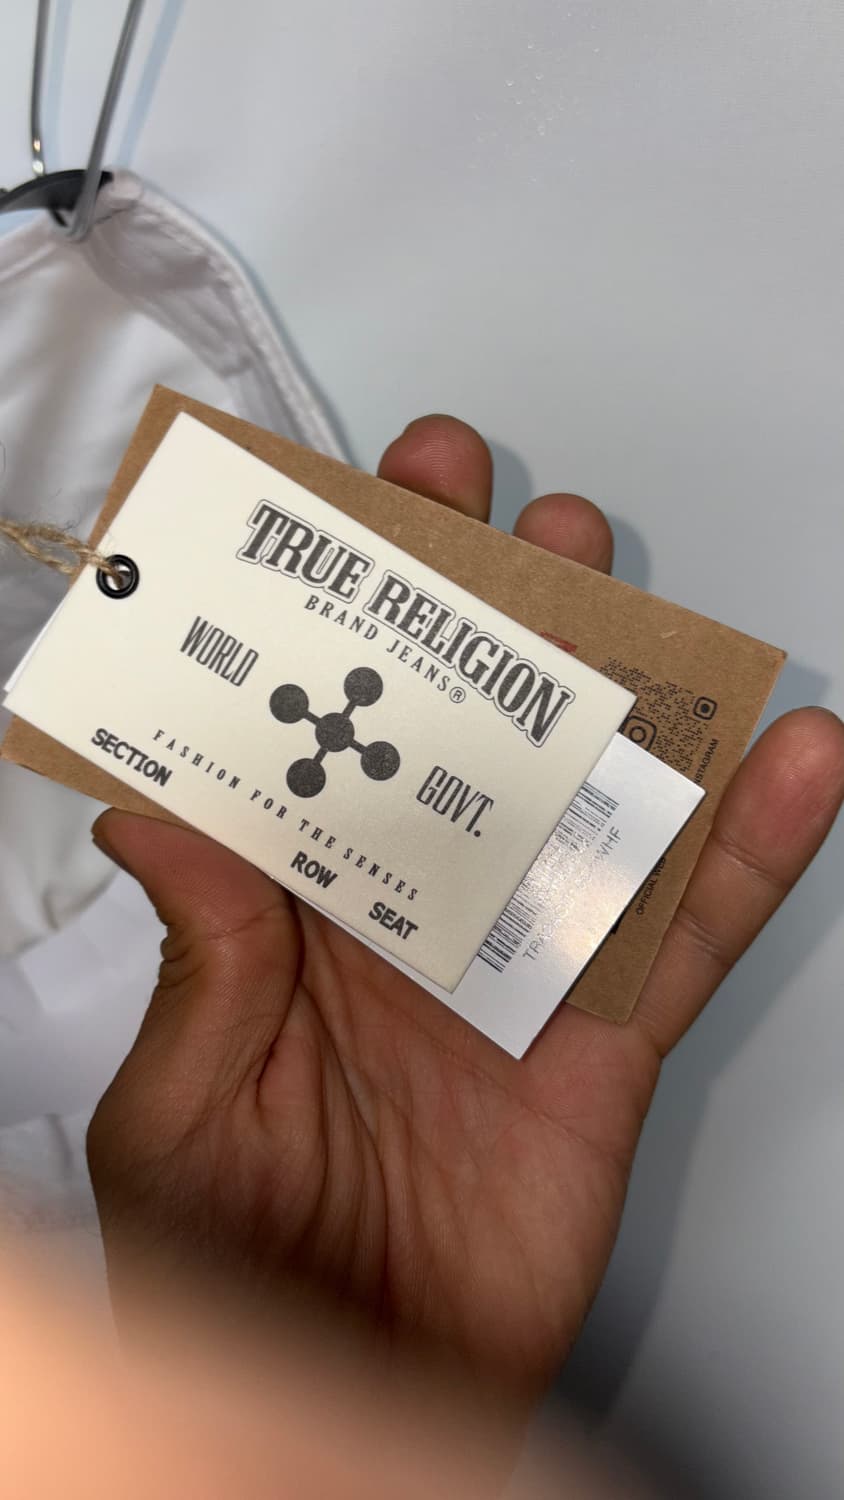 TRUE RELIGION
BRAND JEANS®
WORLD
GOVT.
FASHION FOR THE SENSES
SECTION
ROW
SEAT